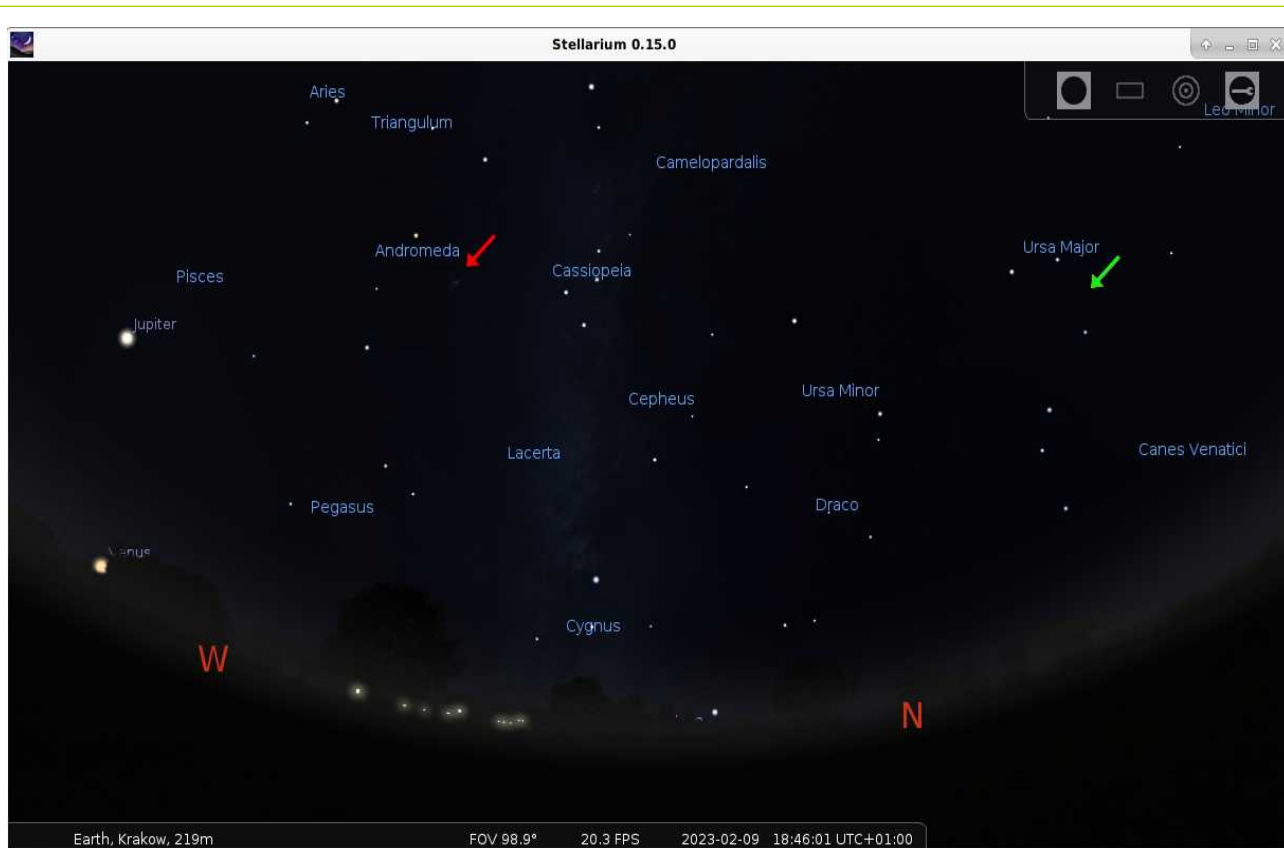 Stellarium 0.15.0
Aries
Leo Minor
Triangulum
Camelopardalis
Andromeda
Ursa Major
Cassiopeia
Pisces
Jupiter
Ursa Minor
Cepheus
Lacerta
Canes Venatici
Pegasus
Draco
Venus
Cygnus
W
N
Earth, Krakow, 219m FOV 98.9° 20.3 FPS 2023-02-09 18:46:01 UTC+01:00